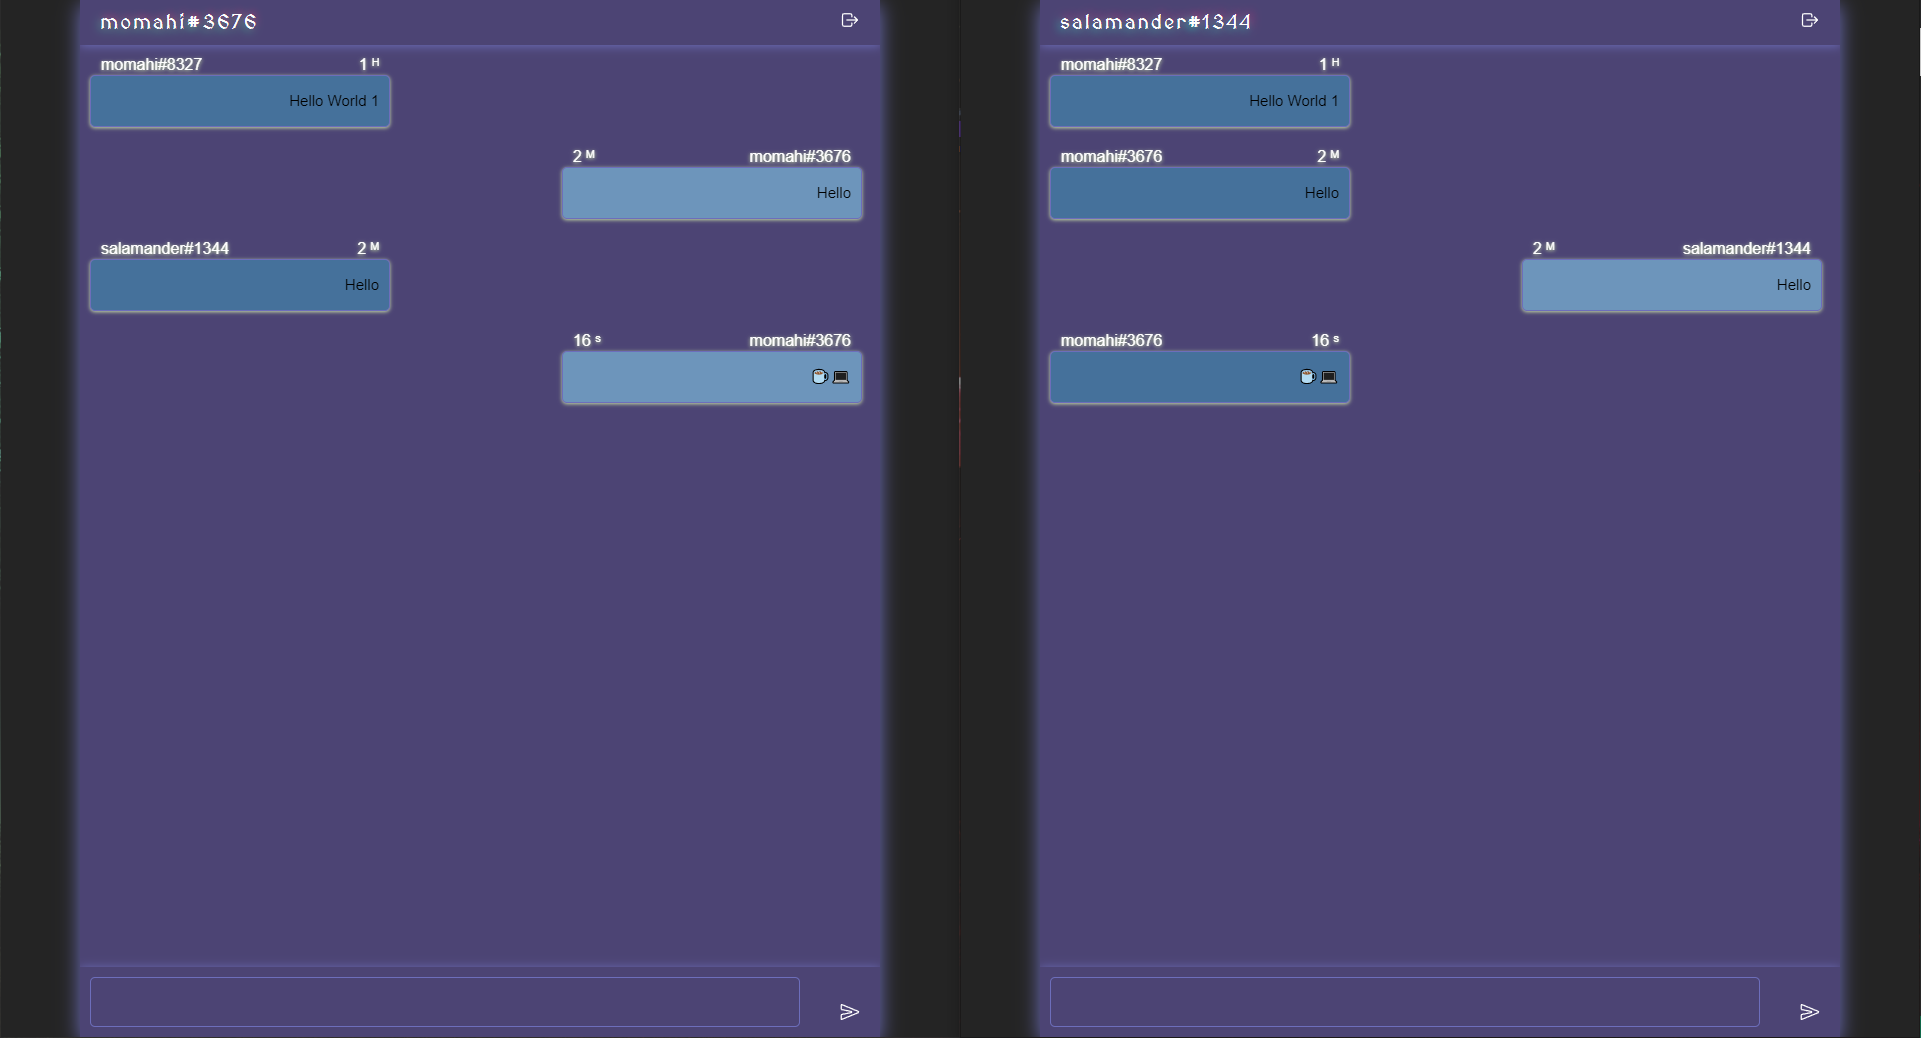 momahi#3676
momahi#8327 1 H
Hello World 1
2 M momahi#3676
Hello
salamander#1344 2 M
Hello
16 s momahi#3676
☕💻
salamander#1344
momahi#8327 1 H
Hello World 1
momahi#3676 2 M
Hello
2 M salamander#1344
Hello
momahi#3676 16 s
☕💻